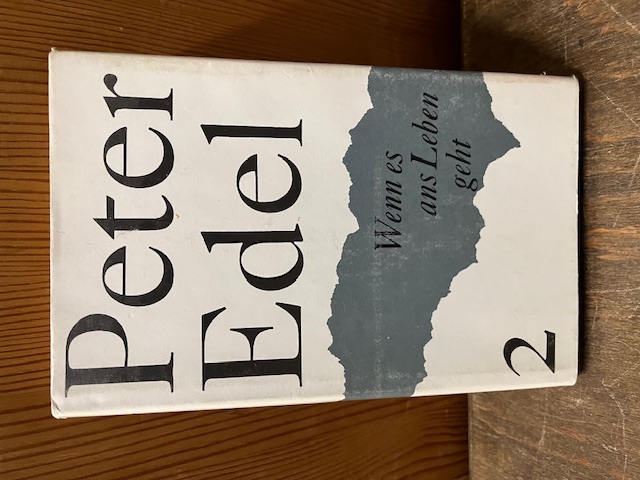 Peter
Edel
Wenn es
ans Leben
geht
2